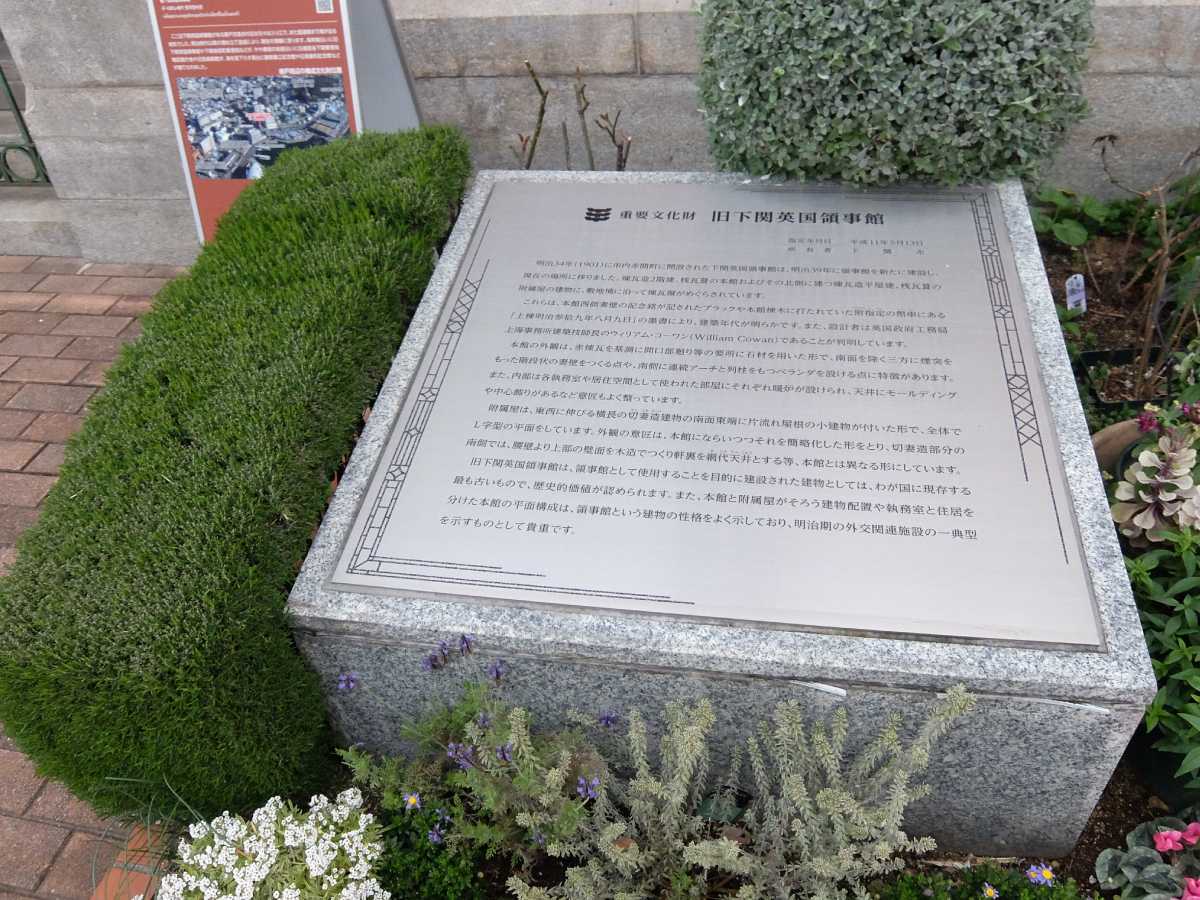 重要文化財 旧下関英国領事館
指定年月日 平成11年5月13日
所有者 下関市
明治34年(1901)に市内赤間町に開設された下関英国領事館は、明治39年に領事館を新たに建設し、
現在の場所に移りました。煉瓦造2階建、桟瓦葺の本館およびその北側に建つ煉瓦造平屋建、桟瓦葺の
附属屋の建物に、敷地境に沿って煉瓦塀がめぐらされています。
これらは、本館西側妻壁の記念銘が記されたプラックや本館棟木に打たれていた附指定の幣串にある
「上棟明治参拾九年八月九日」の墨書により、建築年代が明らかです。また、設計者は英国政府工務局
上海事務所建築技師長のウィリアム・コーワン(William Cowan)であることが判明しています。
本館の外観は、赤煉瓦を基調に開口部廻り等の要所に石材を用いた形で、南面を除く三方に煙突を
もった階段状の妻壁をつくる点や、南側に連続アーチと列柱をもつベランダを設ける点に特徴があります。
また、内部は各執務室や居住空間として使われた部屋にそれぞれ暖炉が設けられ、天井にモールディング
や中心飾りがあるなど意匠もよく整っています。
附属屋は、東西に伸びる横長の切妻造建物の南面東端に片流れ屋根の小建物が付いた形で、全体で
L字型の平面をしています。外観の意匠は、本館にならいつつそれを簡略化した形をとり、切妻造部分の
南側では、腰壁より上部の壁面を木造でつくり軒裏を網代天井とする等、本館とは異なる形にしています。
旧下関英国領事館は、領事館として使用することを目的に建設された建物としては、わが国に現存する
最も古いもので、歴史的価値が認められます。また、本館と附属屋がそろう建物配置や執務室と住居を
分けた本館の平面構成は、領事館という建物の性格をよく示しており、明治期の外交関連施設の一典型
を示すものとして貴重です。